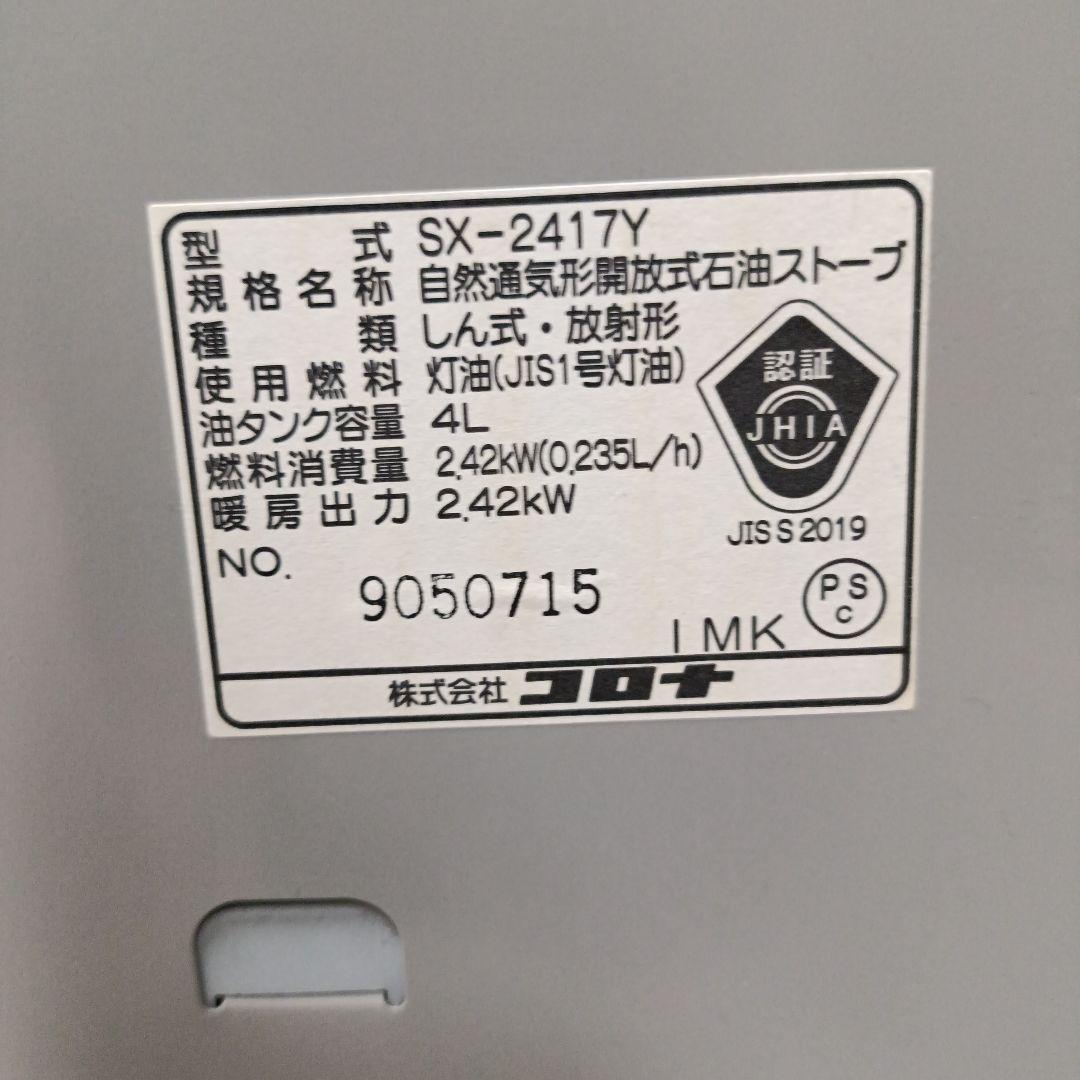 型式 SX-2417Y
規格名称 自然通気形開放式石油ストーブ
種類 しん式・放射形
使用燃料 灯油(JIS1号灯油)
油タンク容量 4L
燃料消費量 2.42kW(0.235L/h)
暖房出力 2.42kW
認証
JHIA
JIS S 2019
NO. 9050715
PS
C
IMK
株式会社 コロナ